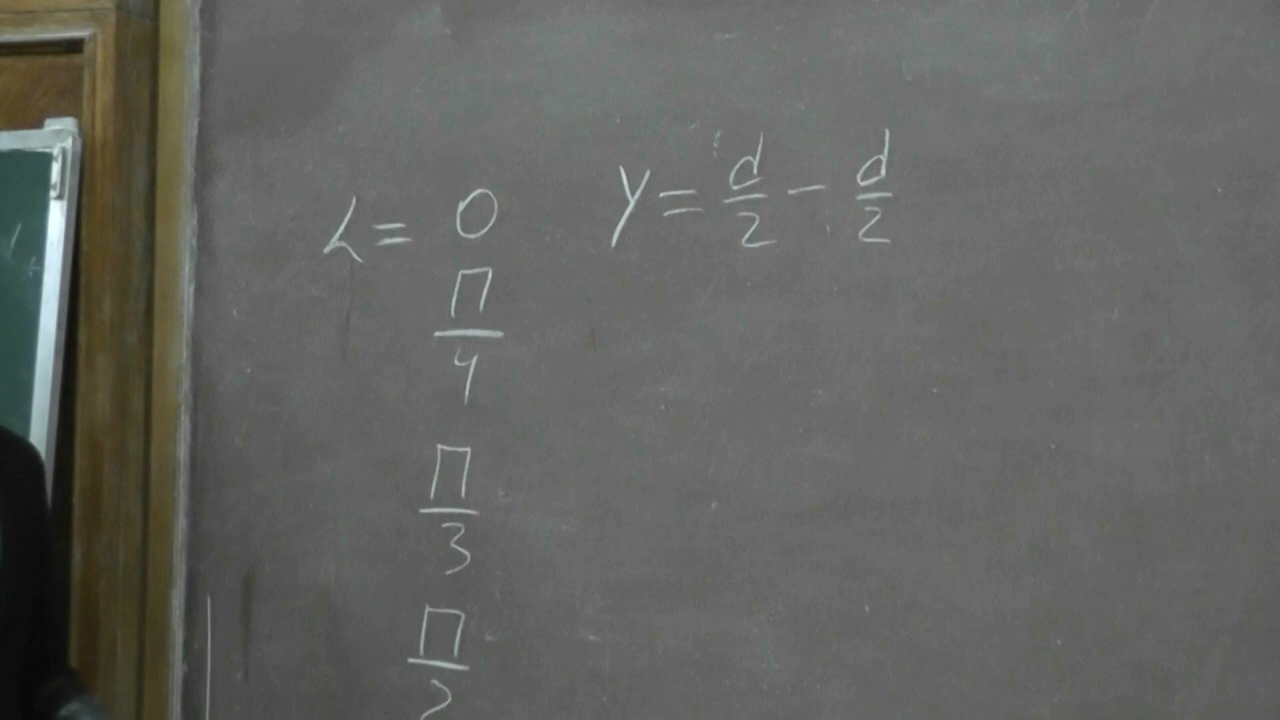 ∠ = 0 y = d/2 - d/2
П/4
П/3
П/2